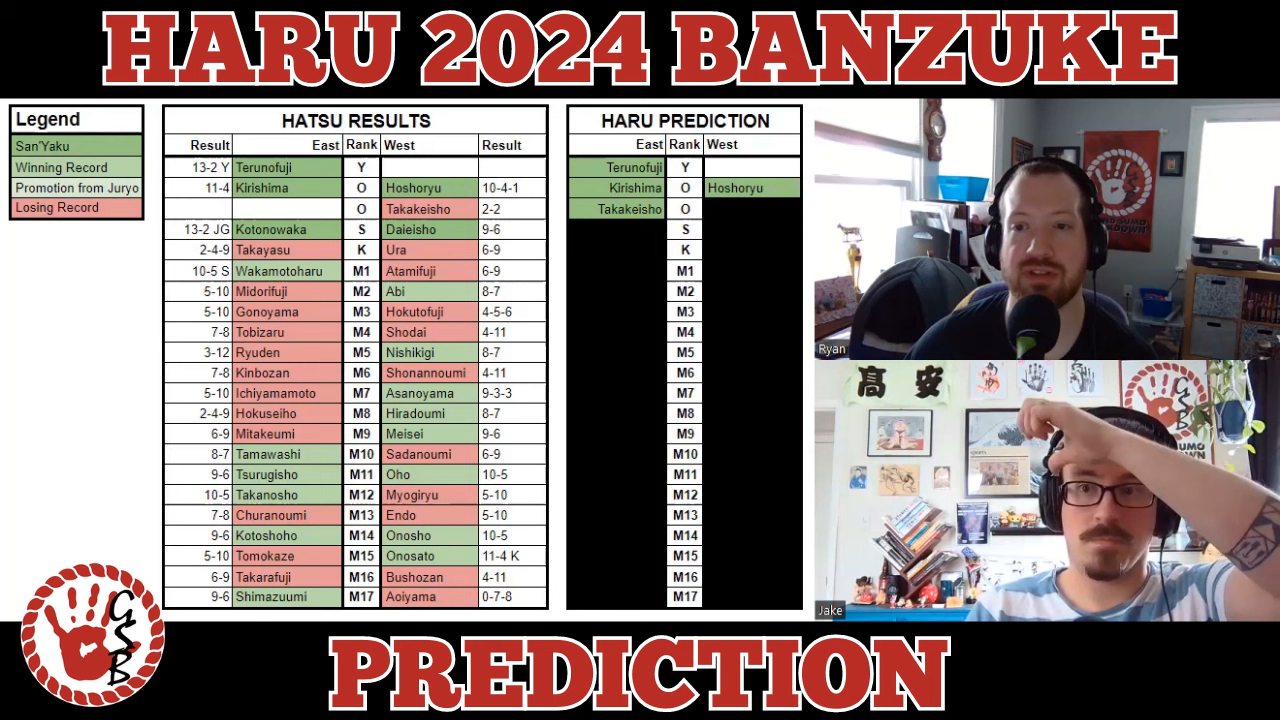 HARU 2024 BANZUKE
Legend
San'Yaku
Winning Record
Promotion from Juryo
Losing Record
HATSU RESULTS
Result East Rank West Result
13-2 Y Terunofuji Y
11-4 Kirishima O Hoshoryu 10-4-1
O Takakeisho 2-2
13-2 JG Kotonowaka S Daieisho 9-6
2-4-9 Takayasu K Ura 6-9
10-5 S Wakamotoharu M1 Atamifuji 6-9
5-10 Midorifuji M2 Abi 8-7
5-10 Gonoyama M3 Hokutofuji 4-5-6
7-8 Tobizaru M4 Shodai 4-11
3-12 Ryuden M5 Nishikigi 8-7
7-8 Kinbozan M6 Shonannoumi 4-11
5-10 Ichiyamamoto M7 Asanoyama 9-3-3
2-4-9 Hokuseiho M8 Hiradoumi 8-7
6-9 Mitakeumi M9 Meisei 9-6
8-7 Tamawashi M10 Sadanoumi 6-9
9-6 Tsurugisho M11 Oho 10-5
10-5 Takanosho M12 Myogiryu 5-10
7-8 Churanoumi M13 Endo 5-10
9-6 Kotoshoho M14 Onosho 10-5
5-10 Tomokaze M15 Onosato 11-4 K
6-9 Takarafuji M16 Bushozan 4-11
9-6 Shimazuumi M17 Aoiyama 0-7-8
HARU PREDICTION
East Rank West
Terunofuji Y
Kirishima O Hoshoryu
Takakeisho O
S
K
M1
M2
M3
M4
M5
M6
M7
M8
M9
M10
M11
M12
M13
M14
M15
M16
M17
Ryan
髙安
GSB
Jake
GSB
PREDICTION